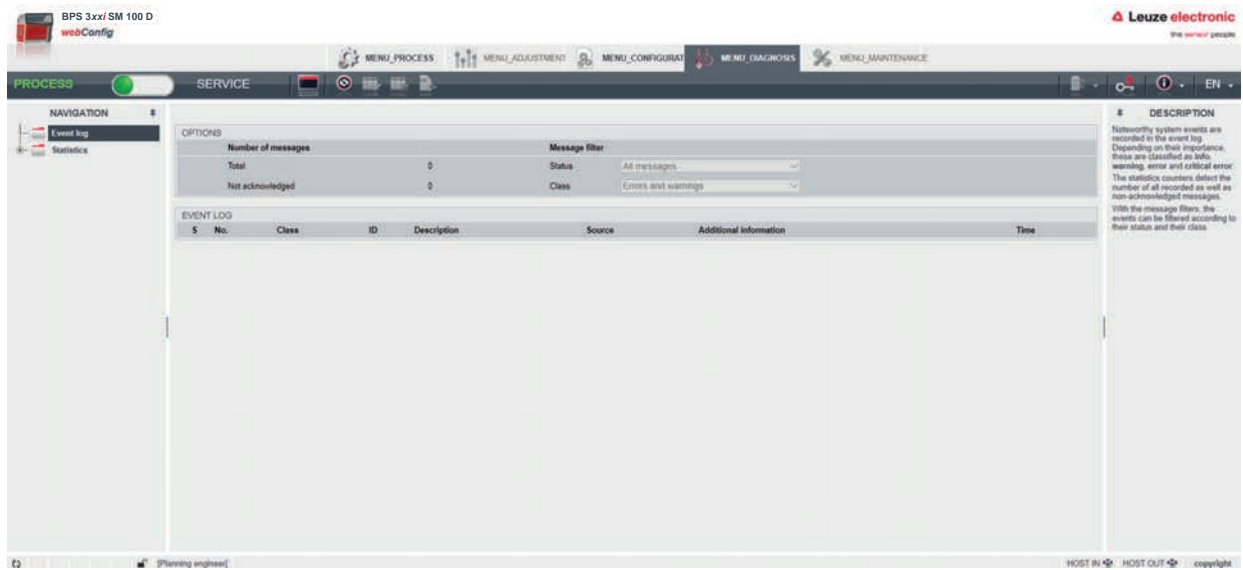 BPS 3xxi SM 100 D
webConfig
Leuze electronic
the sensor people
MENU_PROCESS
MENU_ADJUSTMENT
MENU_CONFIGURAT
MENU_DIAGNOSIS
MENU_MAINTENANCE
PROCESS
SERVICE
EN
NAVIGATION
Event log
Statistics
OPTIONS
Number of messages
Message filter
Total 0
Status All messages
Not acknowledged 0
Class Errors and warnings
EVENT LOG
S No. Class ID Description Source Additional information Time
DESCRIPTION
Noteworthy system events are
recorded in the event log.
Depending on their importance,
these are classified as Info,
warning, error and critical error
The statistics counters detect the
number of all recorded as well as
non-acknowledged messages.
With the message filters, the
events can be filtered according to
their status and their class
[Planning engineer]
HOST IN HOST OUT copyright